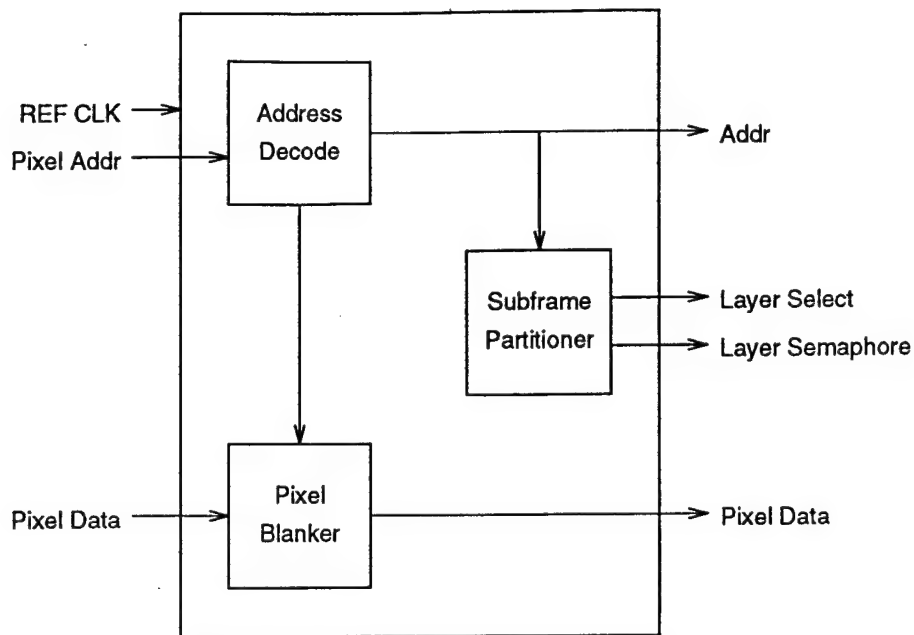 REF CLK
Pixel Addr
Address
Decode
Addr
Subframe
Partitioner
Layer Select
Layer Semaphore
Pixel Data
Pixel
Blanker
Pixel Data